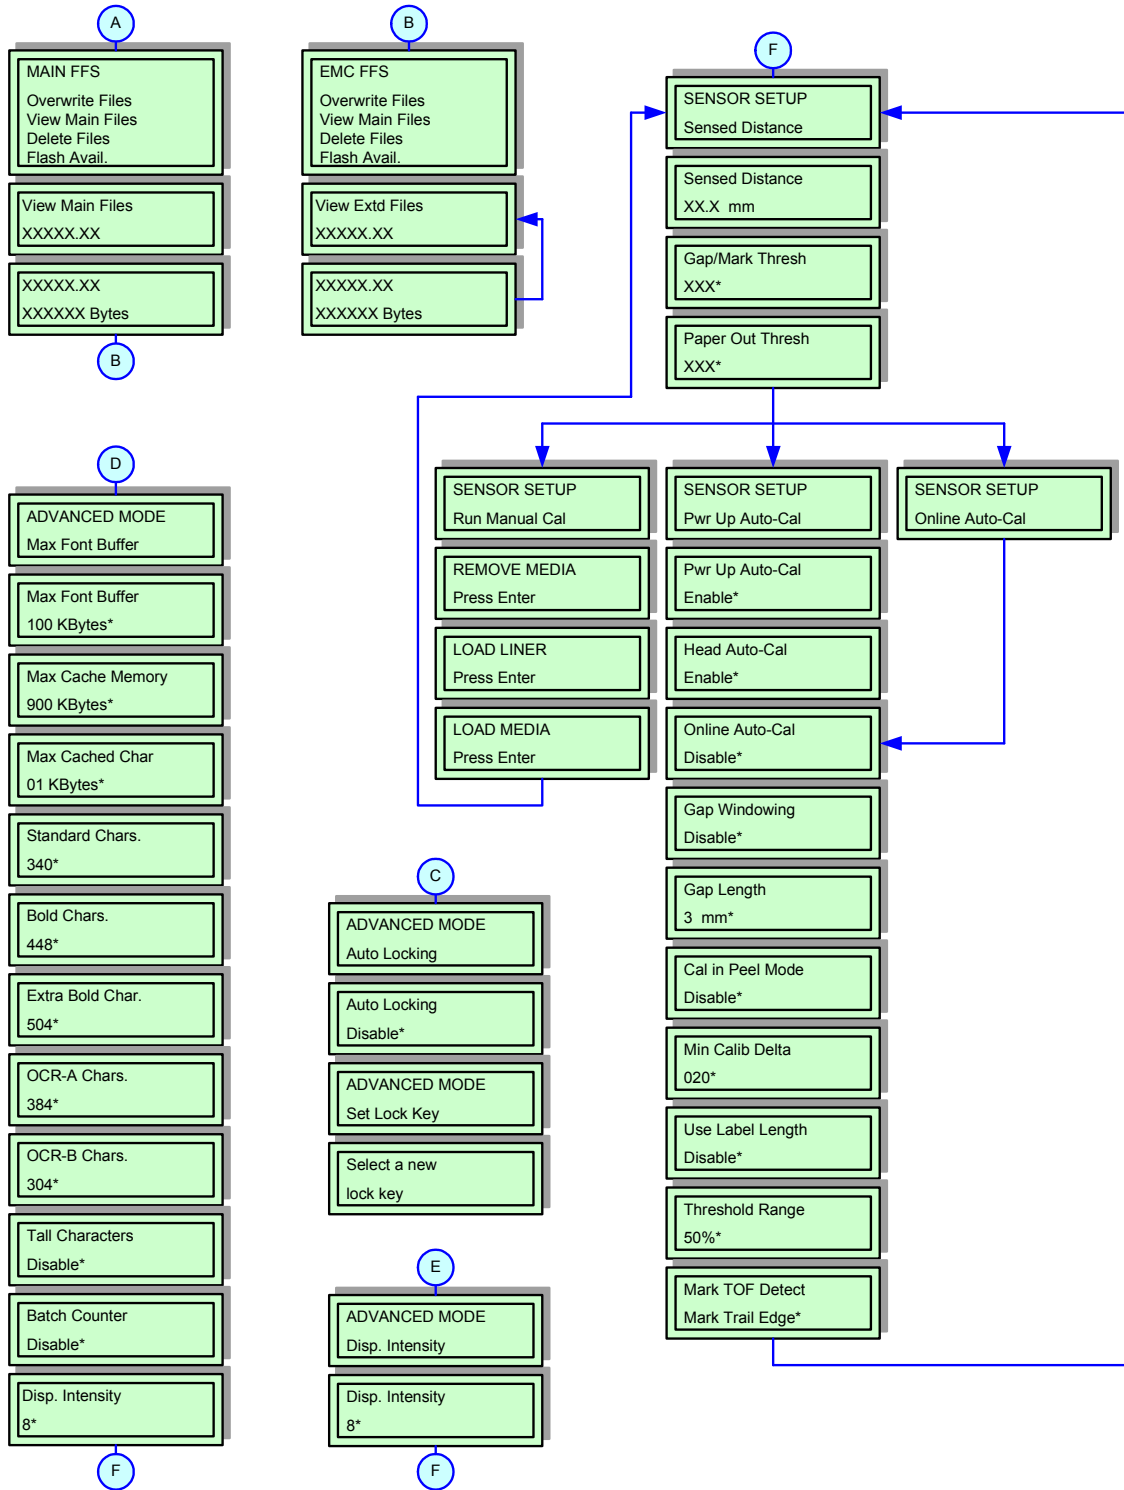 A
MAIN FFS
Overwrite Files
View Main Files
Delete Files
Flash Avail.
View Main Files
XXXXX.XX
XXXXX.XX
XXXXXX Bytes
B
B
EMC FFS
Overwrite Files
View Main Files
Delete Files
Flash Avail.
View Extd Files
XXXXX.XX
XXXXX.XX
XXXXXX Bytes
F
SENSOR SETUP
Sensed Distance
Sensed Distance
XX.X mm
Gap/Mark Thresh
XXX*
Paper Out Thresh
XXX*
SENSOR SETUP
Run Manual Cal
REMOVE MEDIA
Press Enter
LOAD LINER
Press Enter
LOAD MEDIA
Press Enter
SENSOR SETUP
Pwr Up Auto-Cal
Pwr Up Auto-Cal
Enable*
Head Auto-Cal
Enable*
Online Auto-Cal
Disable*
Gap Windowing
Disable*
Gap Length
3 mm*
Cal in Peel Mode
Disable*
Min Calib Delta
020*
Use Label Length
Disable*
Threshold Range
50%*
Mark TOF Detect
Mark Trail Edge*
SENSOR SETUP
Online Auto-Cal
D
ADVANCED MODE
Max Font Buffer
Max Font Buffer
100 KBytes*
Max Cache Memory
900 KBytes*
Max Cached Char
01 KBytes*
Standard Chars.
340*
Bold Chars.
448*
Extra Bold Char.
504*
OCR-A Chars.
384*
OCR-B Chars.
304*
Tall Characters
Disable*
Batch Counter
Disable*
Disp. Intensity
8*
F
C
ADVANCED MODE
Auto Locking
Auto Locking
Disable*
ADVANCED MODE
Set Lock Key
Select a new
lock key
E
ADVANCED MODE
Disp. Intensity
Disp. Intensity
8*
F